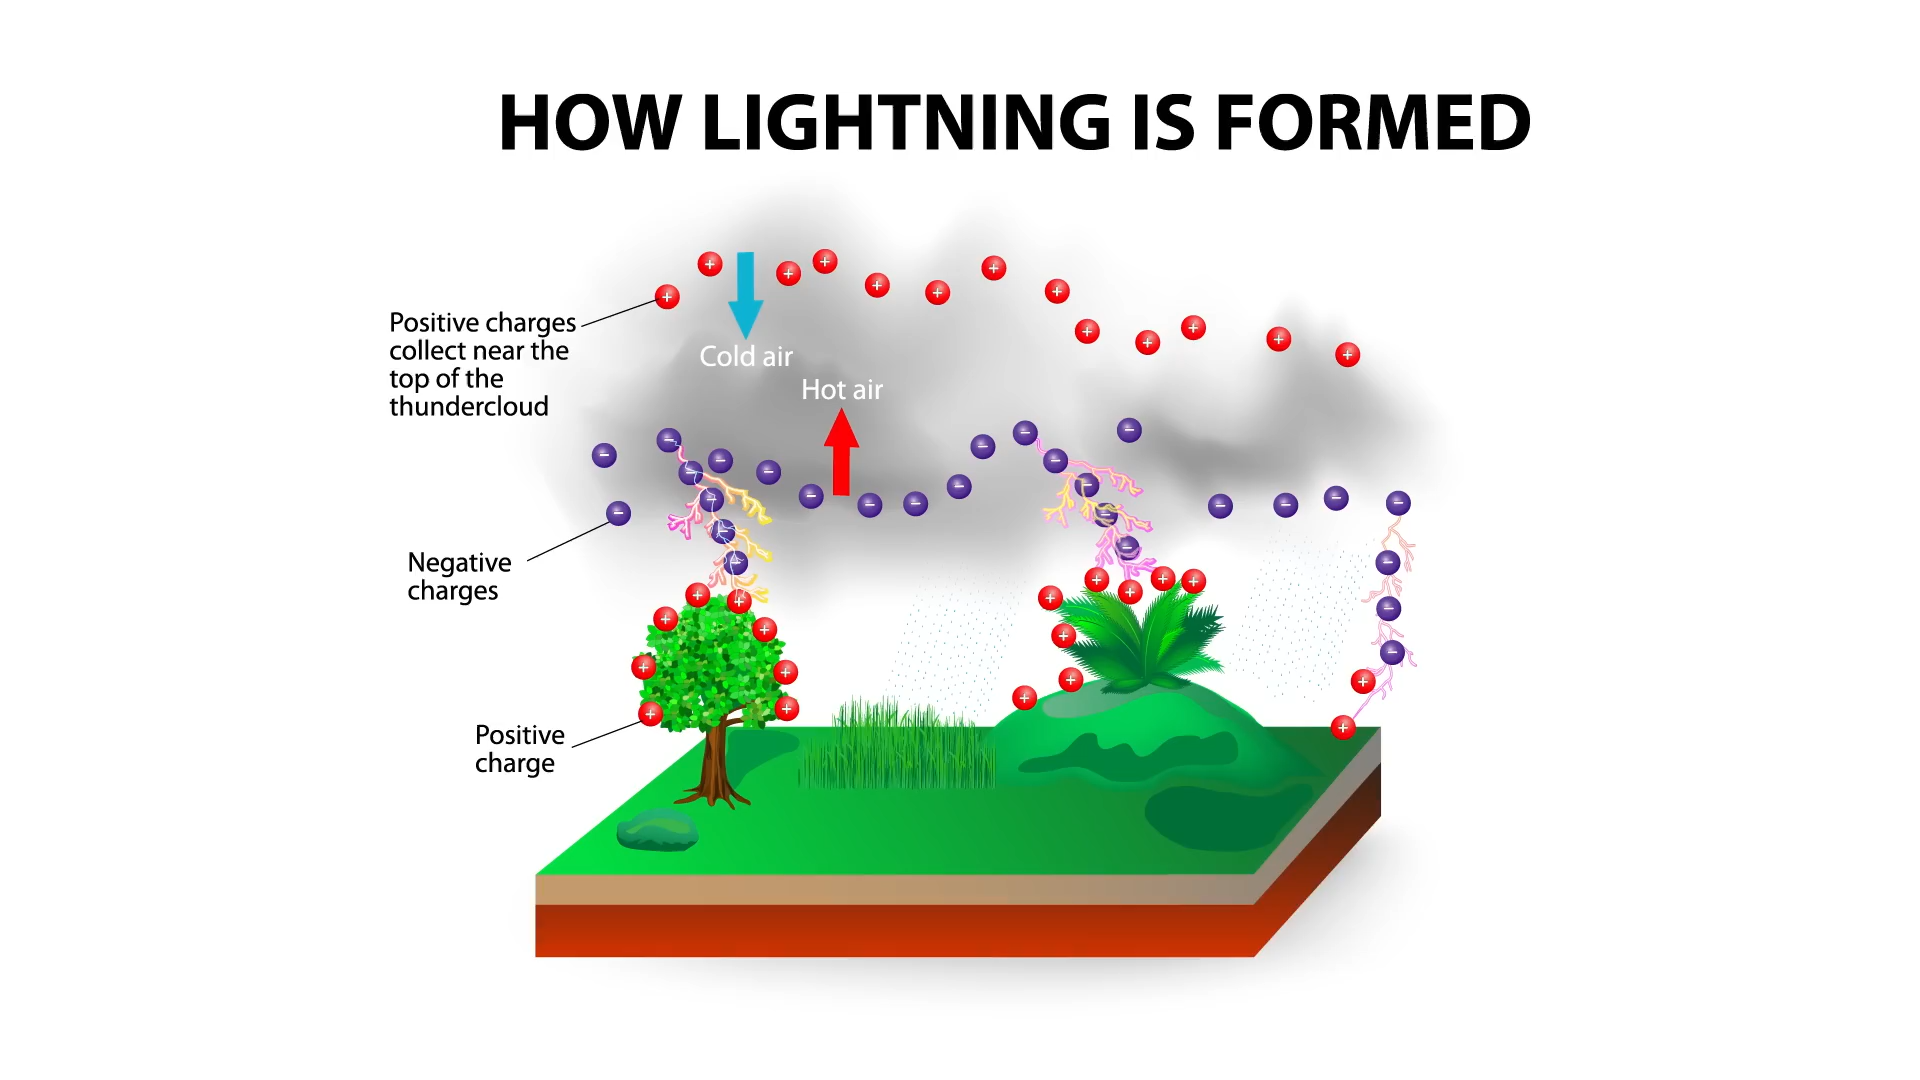 HOW LIGHTNING IS FORMED
Positive charges
collect near the
top of the
thundercloud
Cold air
Hot air
Negative
charges
Positive
charge